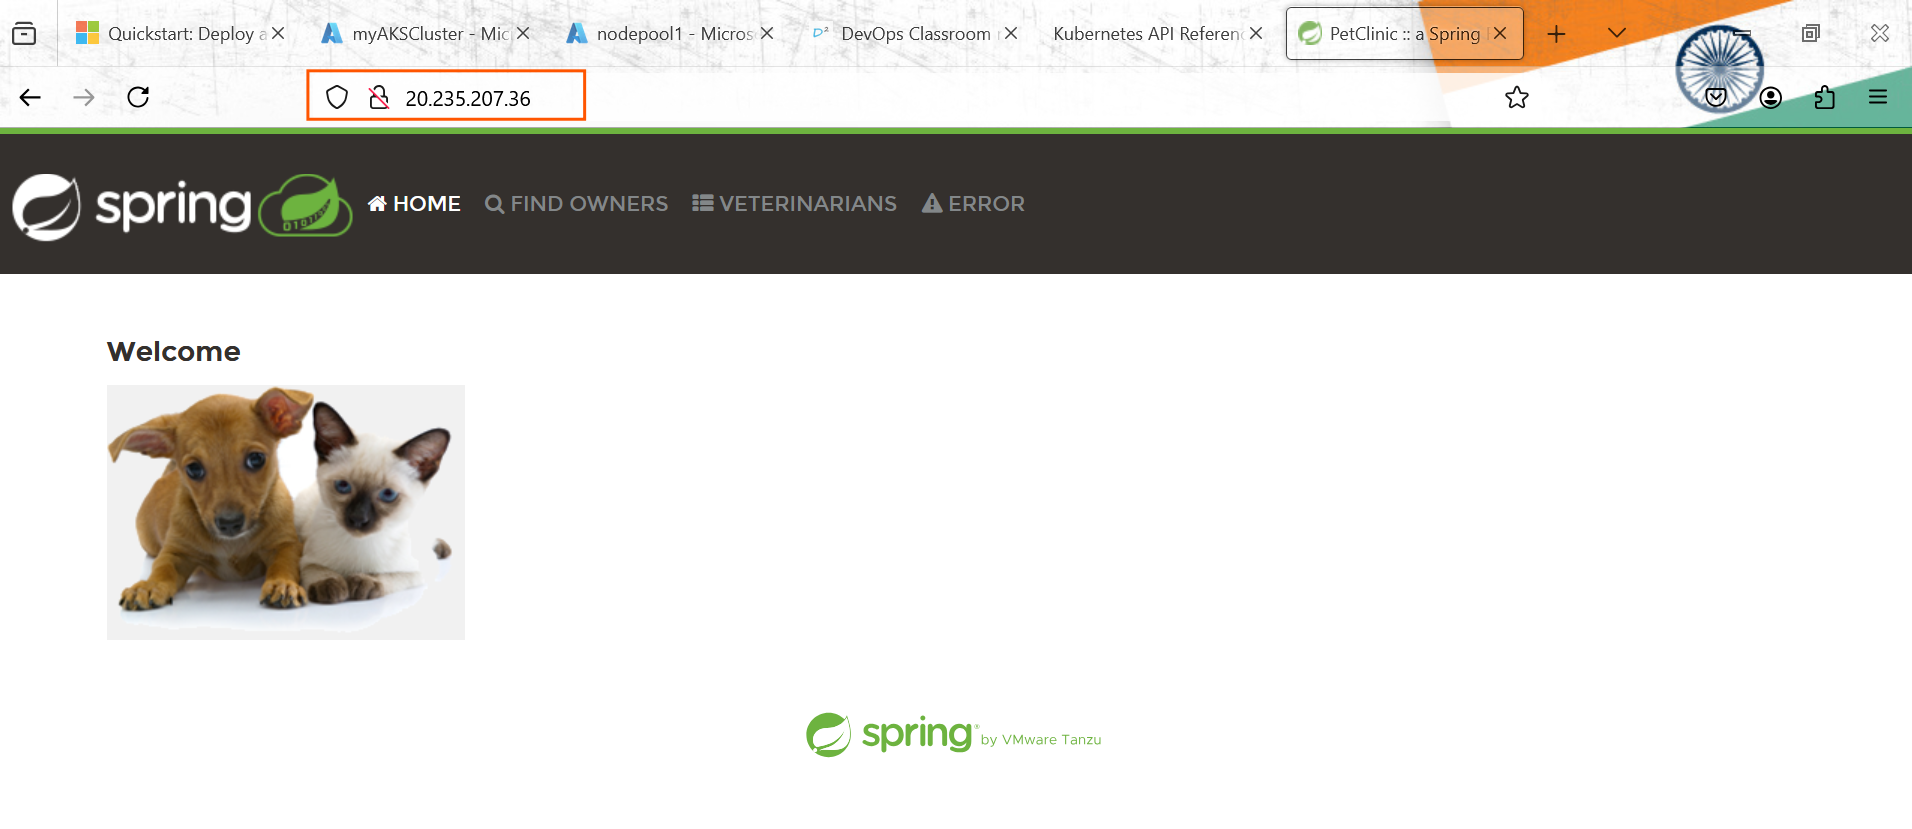 Quickstart: Deploy a
myAKSCluster - Mic
nodepool1 - Micros
DevOps Classroom
Kubernetes API Referen
PetClinic :: a Spring
20.235.207.36
spring
HOME
FIND OWNERS
VETERINARIANS
ERROR
Welcome
spring by VMware Tanzu